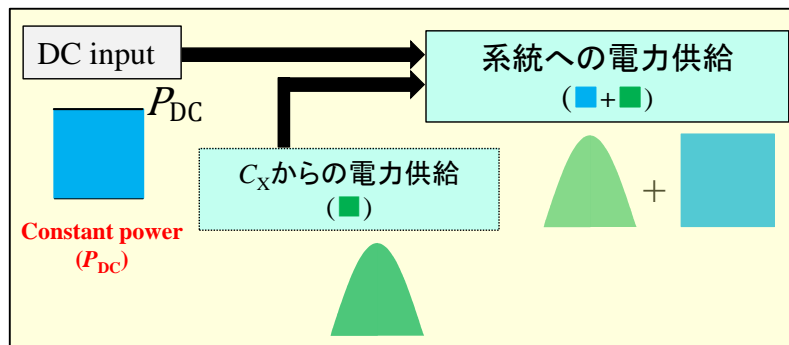 DC input
系統への電力供給
(■+■)
P_DC
C_Xからの電力供給
(■)
+
Constant power
(P_DC)